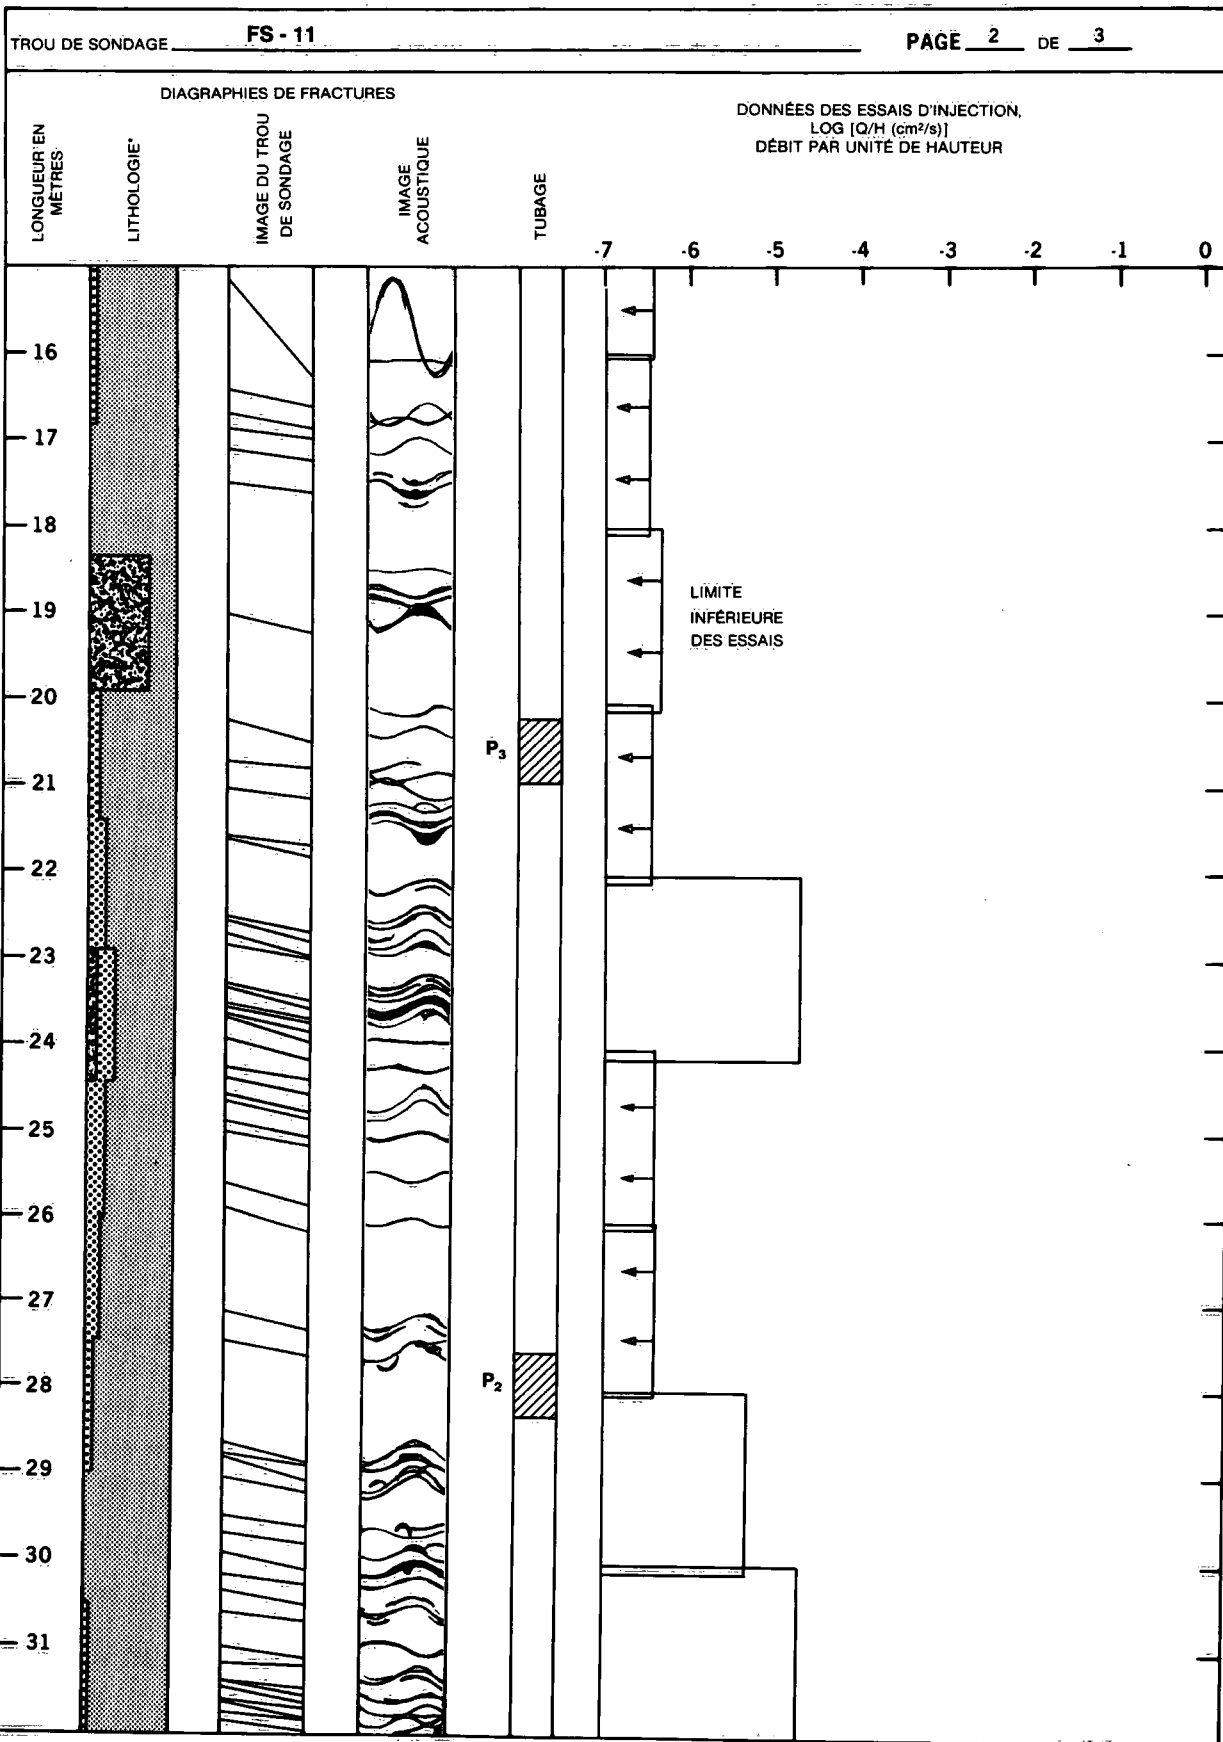 TROU DE SONDAGE FS - 11 PAGE 2 DE 3
DIAGRAPHIES DE FRACTURES
DONNÉES DES ESSAIS D'INJECTION,
LOG [Q/H (cm²/s)]
DÉBIT PAR UNITÉ DE HAUTEUR
LONGUEUR EN
MÈTRES
LITHOLOGIE*
IMAGE DU TROU
DE SONDAGE
IMAGE
ACOUSTIQUE
TUBAGE
-7 -6 -5 -4 -3 -2 -1 0
16
17
18
19
LIMITE
INFÉRIEURE
DES ESSAIS
20
P₃
21
22
23
24
25
26
27
P₂
28
29
30
31